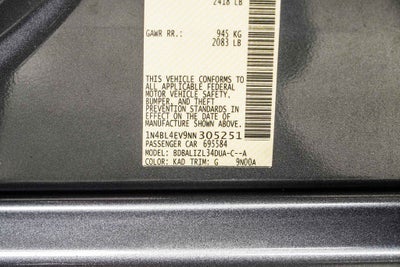 2418 LB
GAWR RR.: 945 KG
2083 LB
THIS VEHICLE CONFORMS TO
ALL APPLICABLE FEDERAL
MOTOR VEHICLE SAFETY,
BUMPER, AND THEFT
PREVENTION STANDARDS IN
EFFECT ON THE DATE OF
MANUFACTURE SHOWN ABOVE.
1N4BL4EV9NN305251
PASSENGER CAR 695584
MODEL: BDBALIZL34DUA-C--A
COLOR: KAD TRIM: G 9N00A